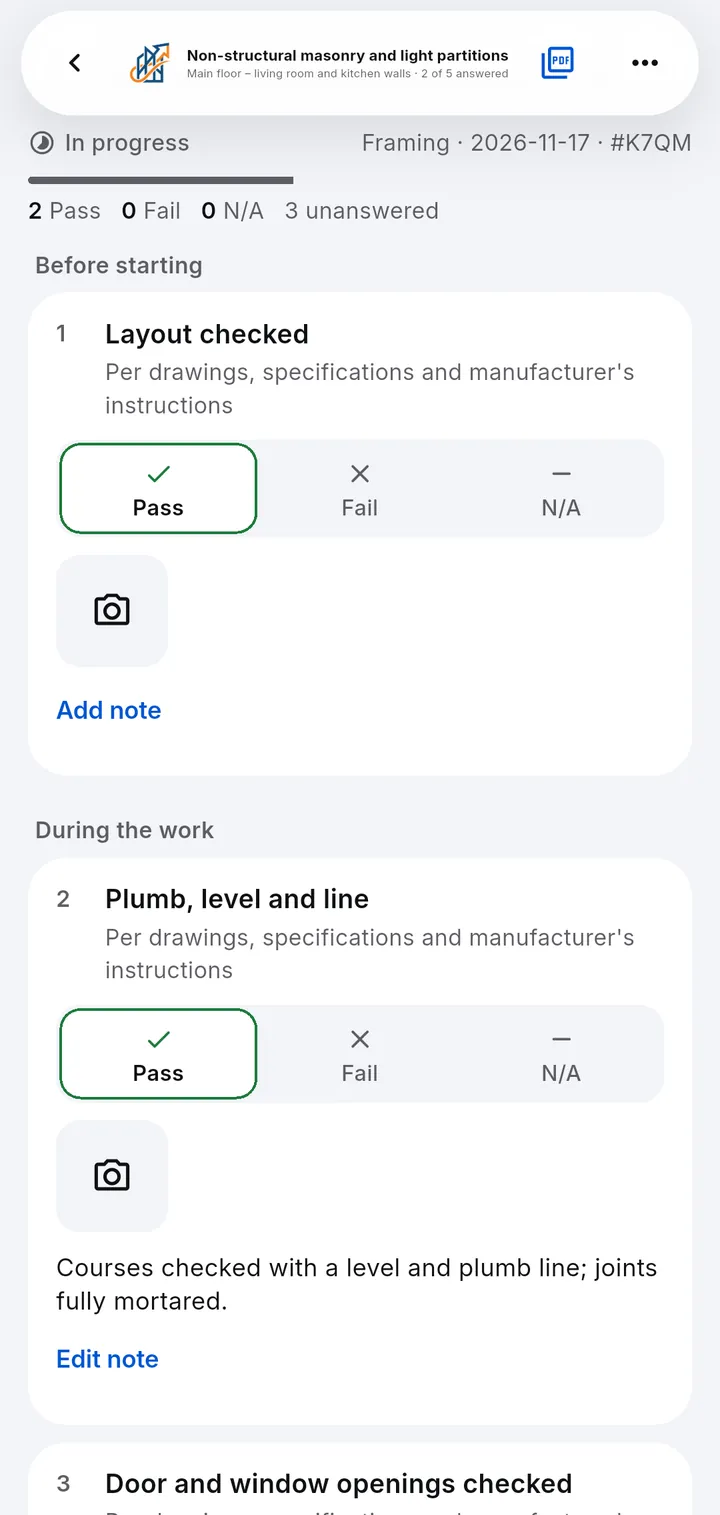 Non-structural masonry and light partitions
Main floor – living room and kitchen walls · 2 of 5 answered
PDF
In progress
Framing · 2026-11-17 · #K7QM
2 Pass 0 Fail 0 N/A 3 unanswered
Before starting
1 Layout checked
Per drawings, specifications and manufacturer's
instructions
Pass Fail N/A
Add note
During the work
2 Plumb, level and line
Per drawings, specifications and manufacturer's
instructions
Pass Fail N/A
Courses checked with a level and plumb line; joints
fully mortared.
Edit note
3 Door and window openings checked